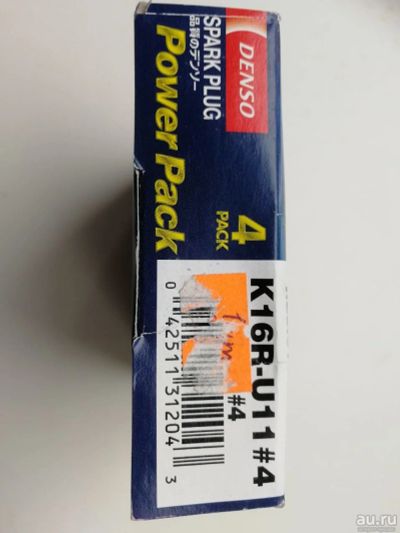 DENSO
SPARK PLUG
品質のデンソー
Power Pack
4
PACK
K16R-U11#4
#4
0 42511 31204 3
au.ru